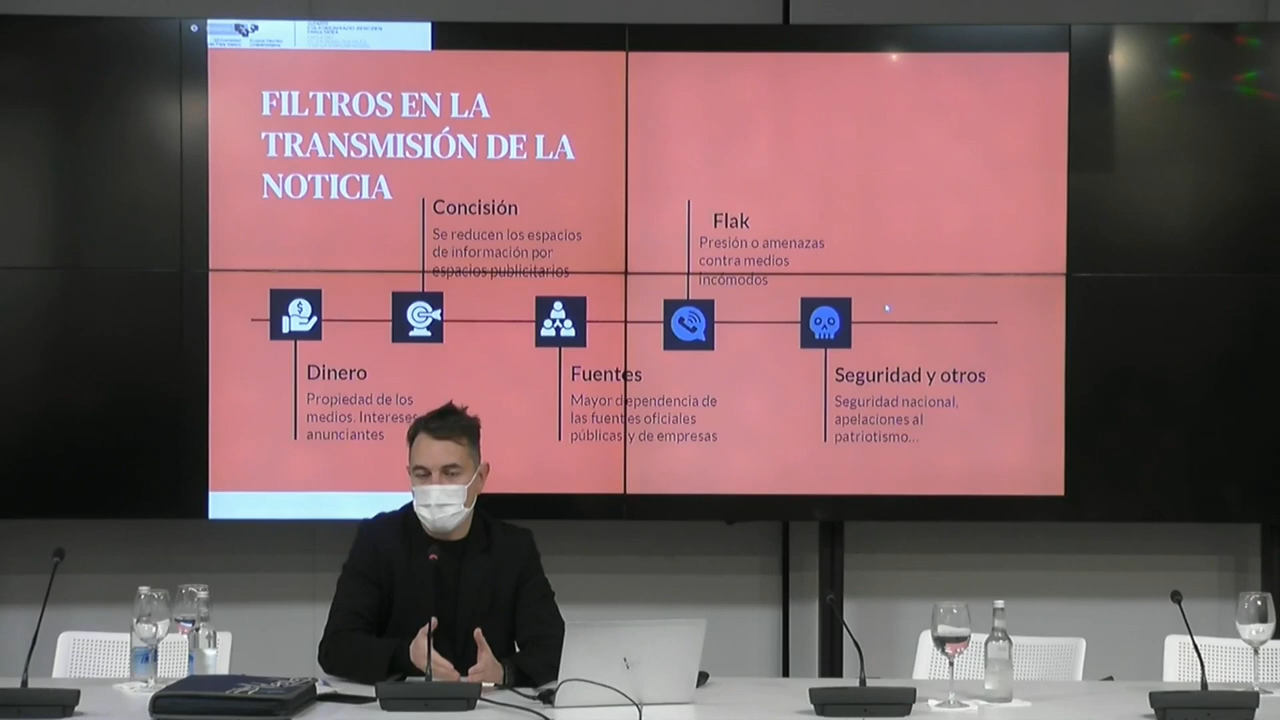 FILTROS EN LA
TRANSMISIÓN DE LA
NOTICIA
Concisión
Se reducen los espacios
de información por
espacios publicitarios
Flak
Presión o amenazas
contra medios
incómodos
Dinero
Propiedad de los
medios. Intereses
anunciantes
Fuentes
Mayor dependencia de
las fuentes oficiales
públicas y de empresas
Seguridad y otros
Seguridad nacional,
apelaciones al
patriotismo...